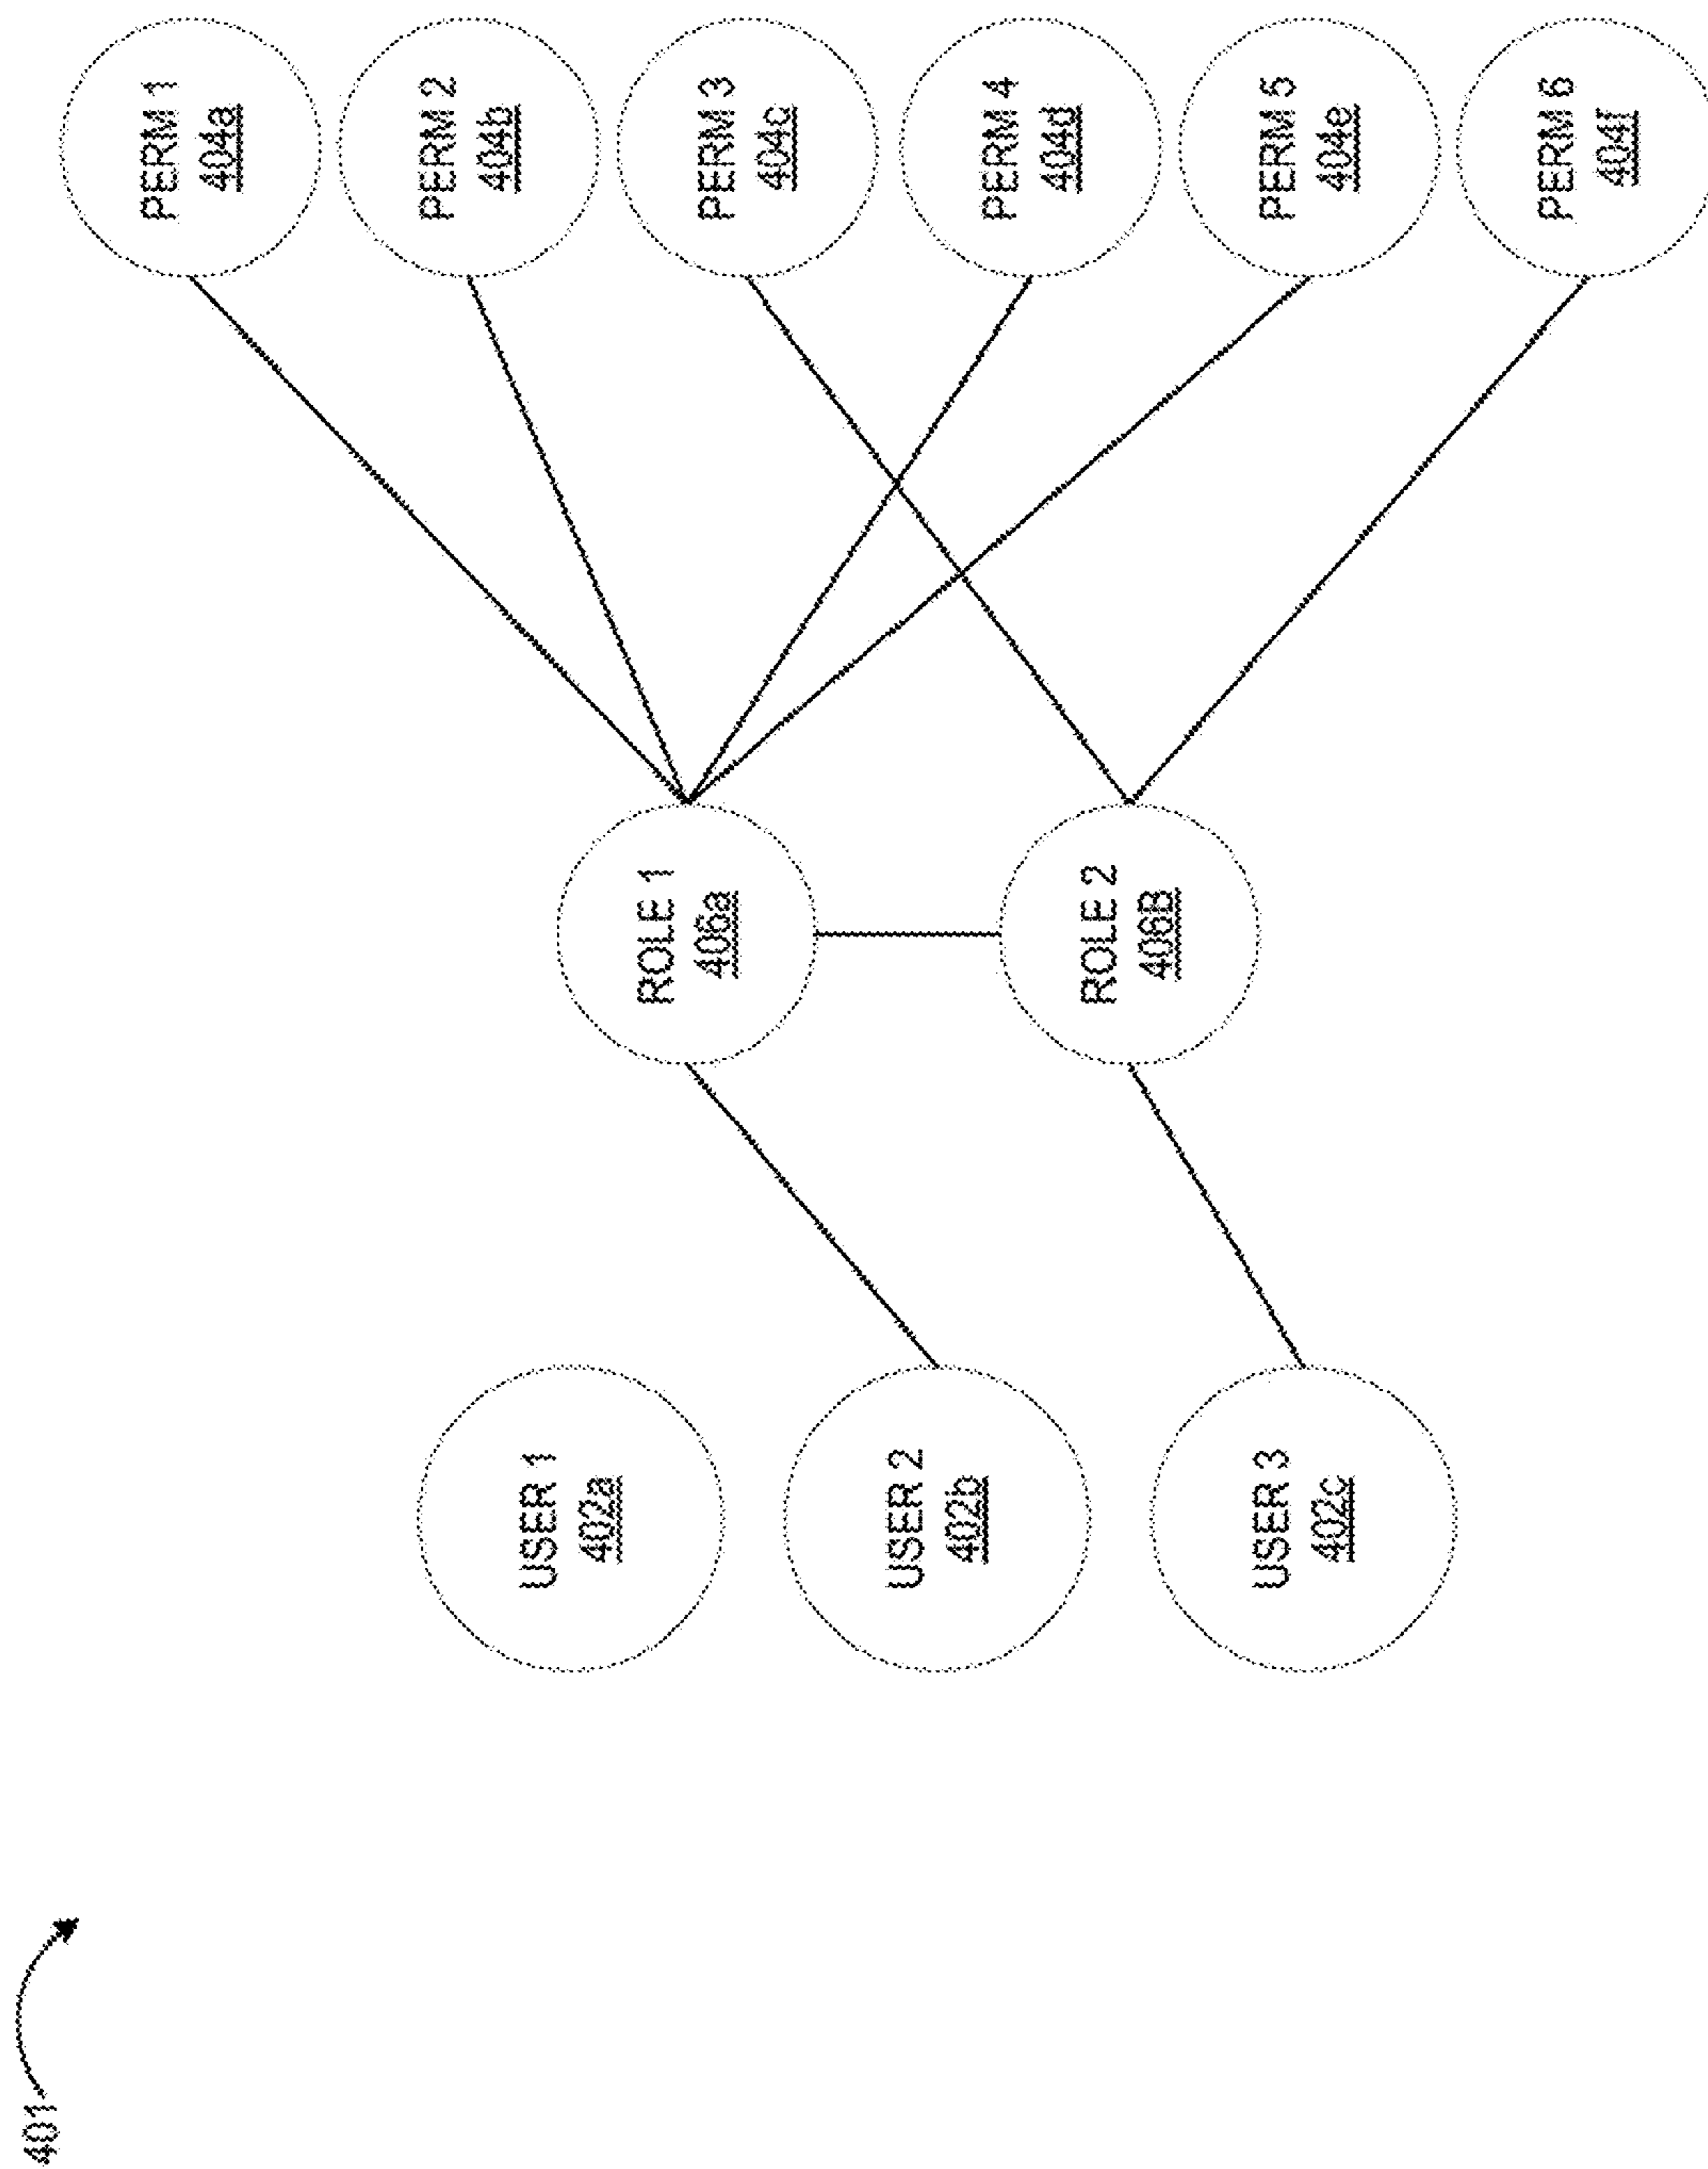 401
USER 1
402a
USER 2
402b
USER 3
402c
ROLE 1
406a
ROLE 2
406B
PERM 1
404a
PERM 2
404b
PERM 3
404c
PERM 4
404d
PERM 5
404e
PERM 6
404f